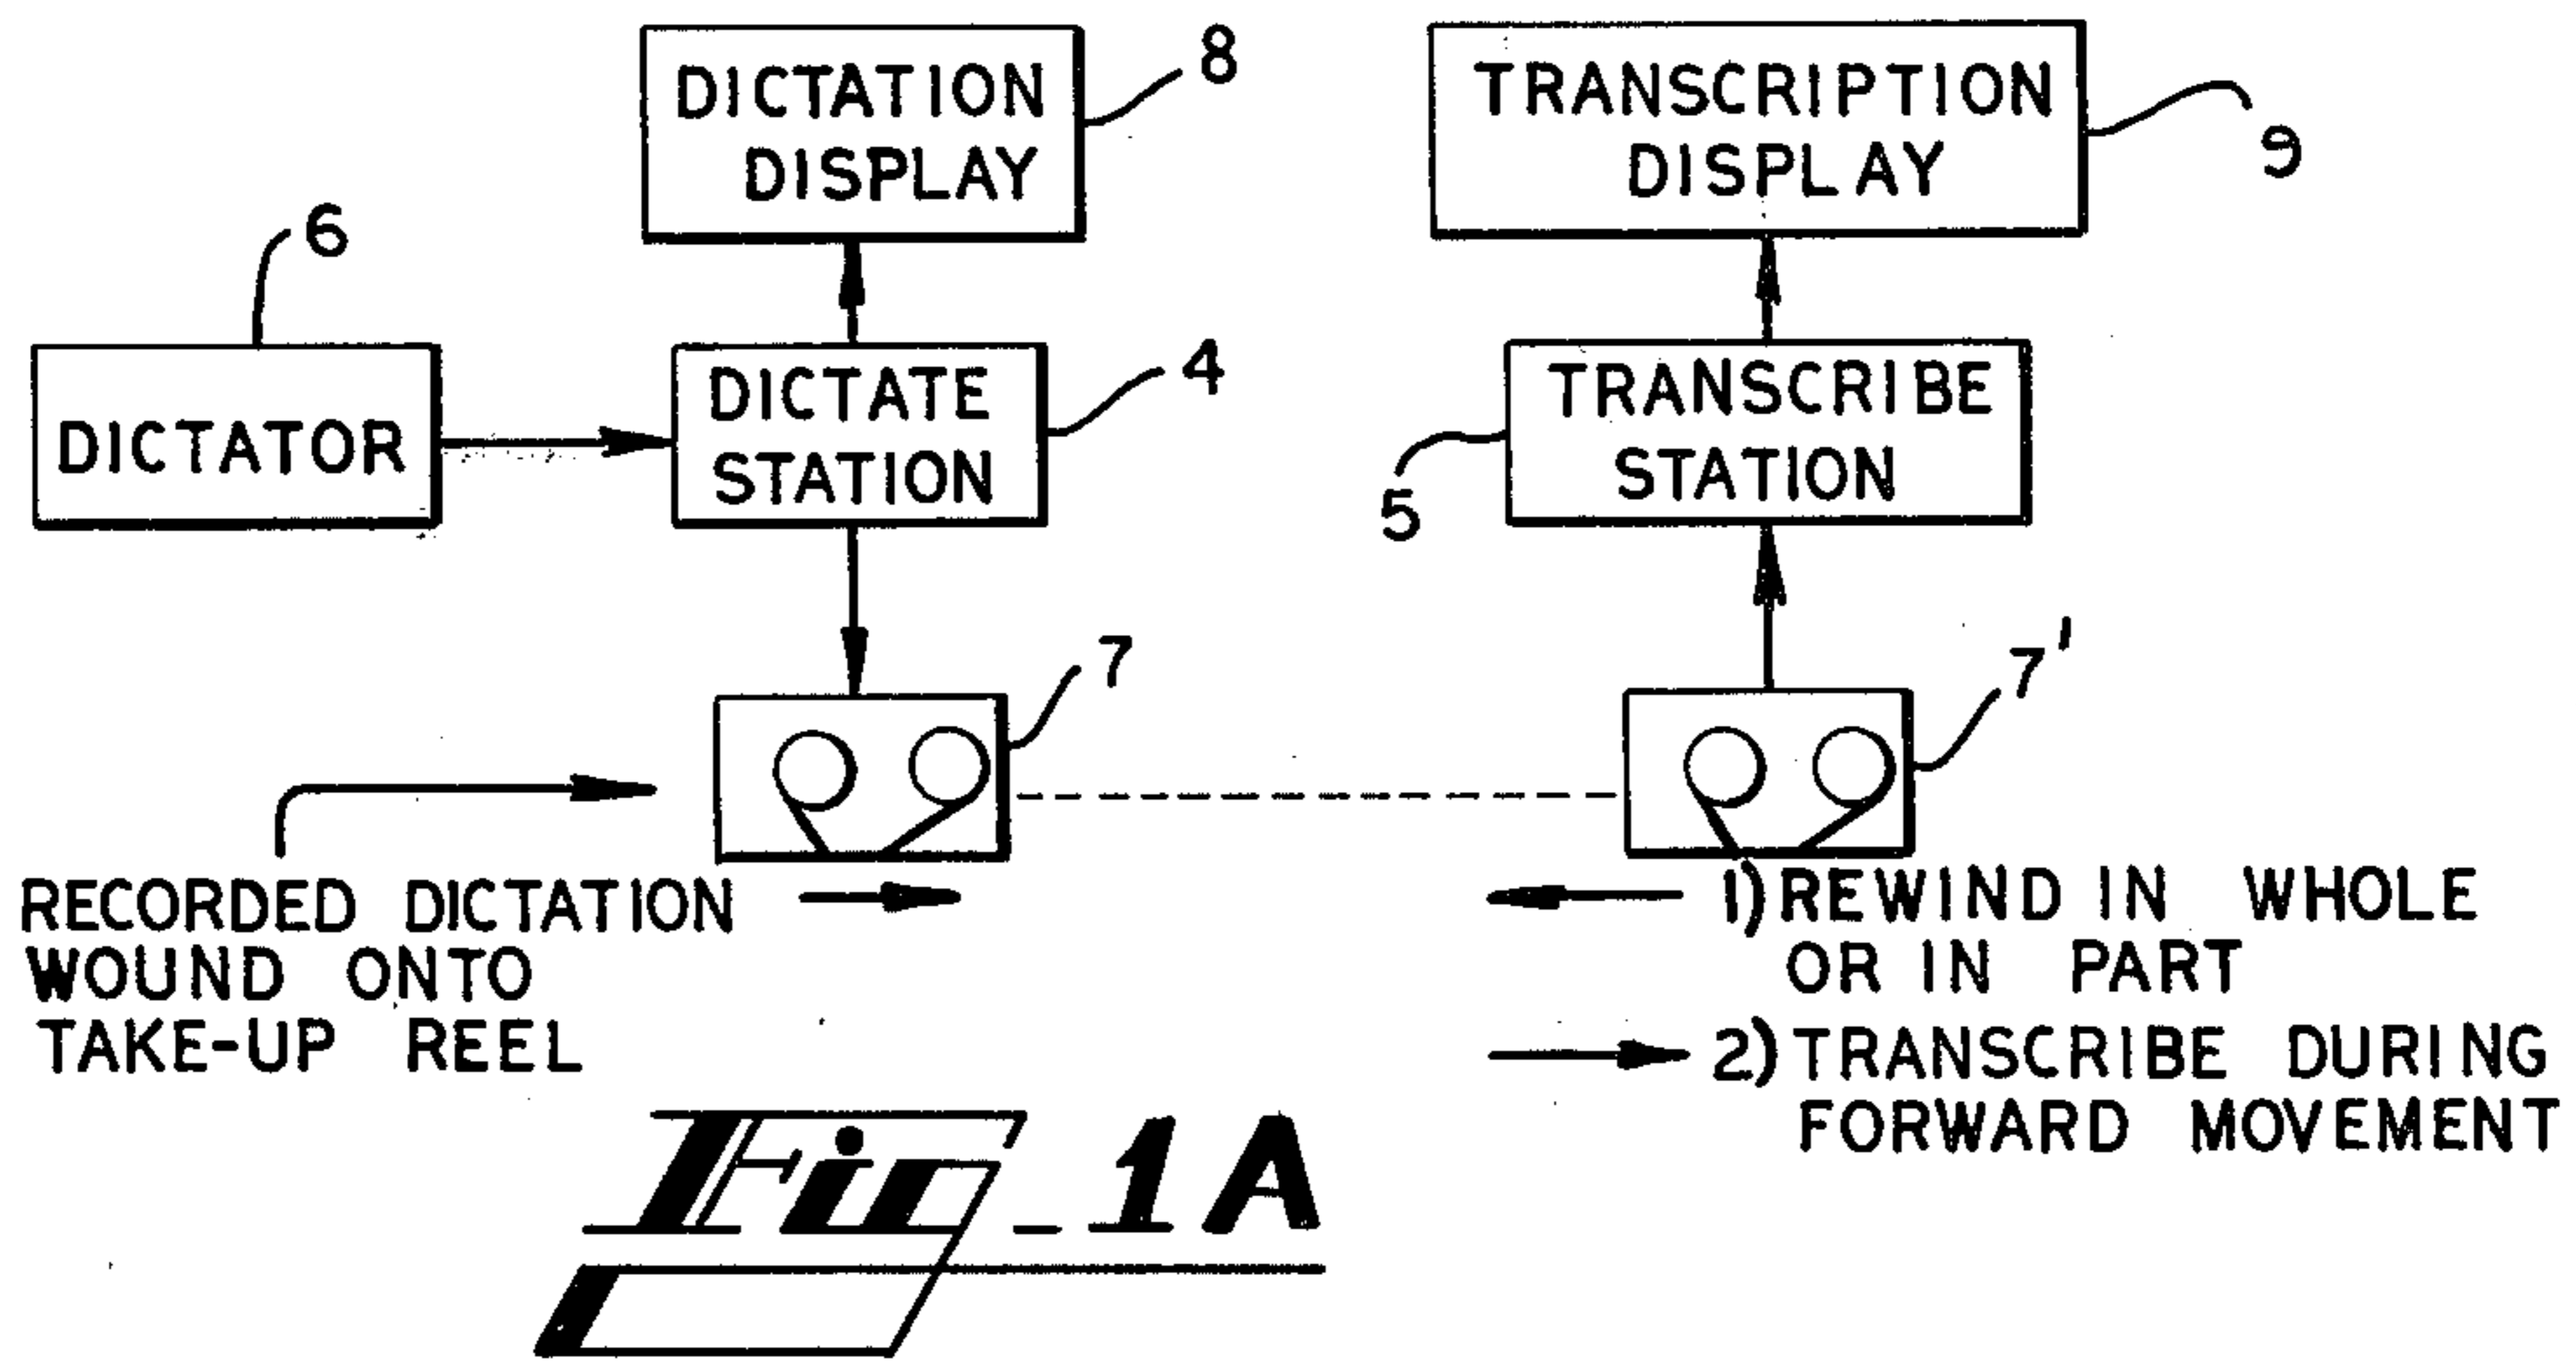 8
DICTATION
DISPLAY
TRANSCRIPTION
DISPLAY
9
6
DICTATOR
DICTATE
STATION
4
TRANSCRIBE
STATION
5
7
7'
RECORDED DICTATION
WOUND ONTO
TAKE-UP REEL
1) REWIND IN WHOLE
OR IN PART
2) TRANSCRIBE DURING
FORWARD MOVEMENT
Fig_1A